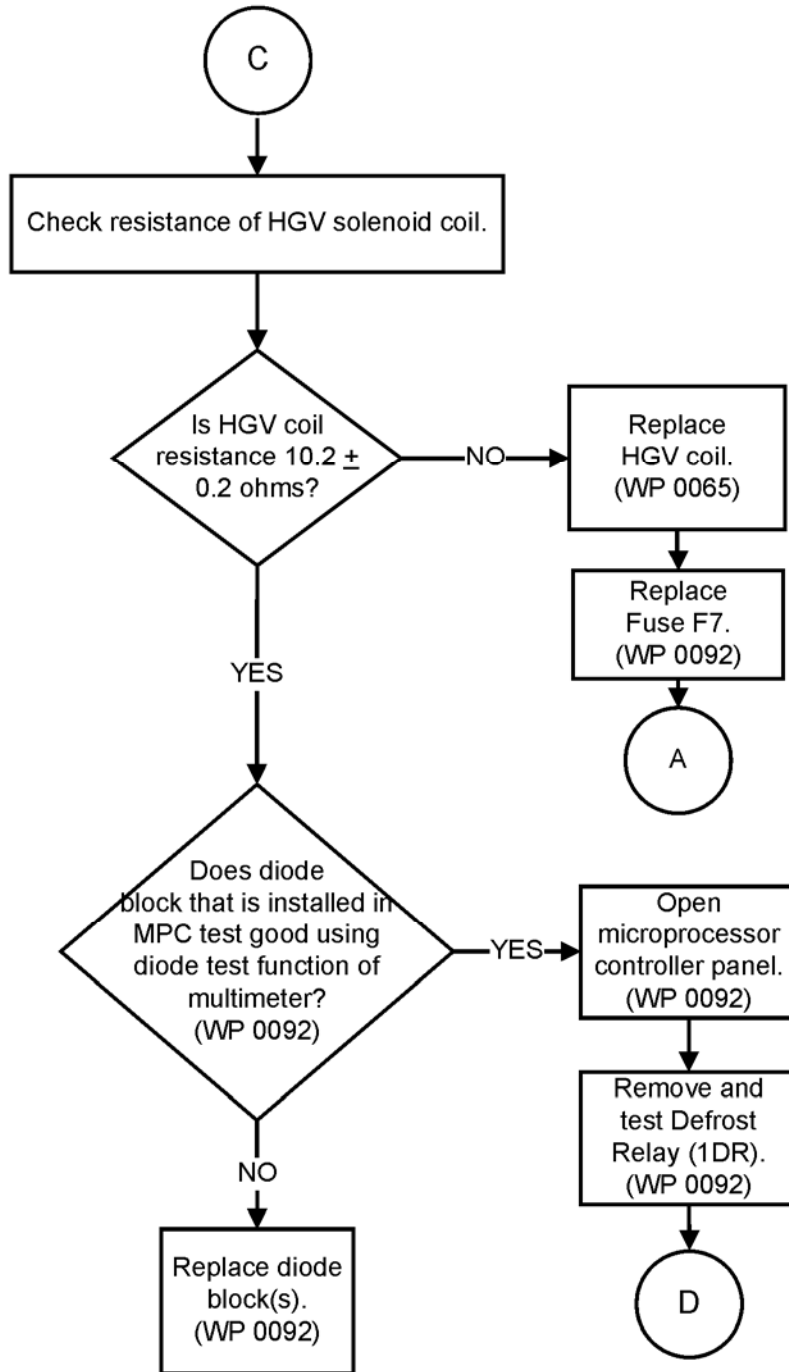 C
Check resistance of HGV solenoid coil.
Is HGV coil
resistance 10.2 ±
0.2 ohms?
NO
Replace
HGV coil.
(WP 0065)
Replace
Fuse F7.
(WP 0092)
A
YES
Does diode
block that is installed in
MPC test good using
diode test function of
multimeter?
(WP 0092)
YES
Open
microprocessor
controller panel.
(WP 0092)
Remove and
test Defrost
Relay (1DR).
(WP 0092)
D
NO
Replace diode
block(s).
(WP 0092)